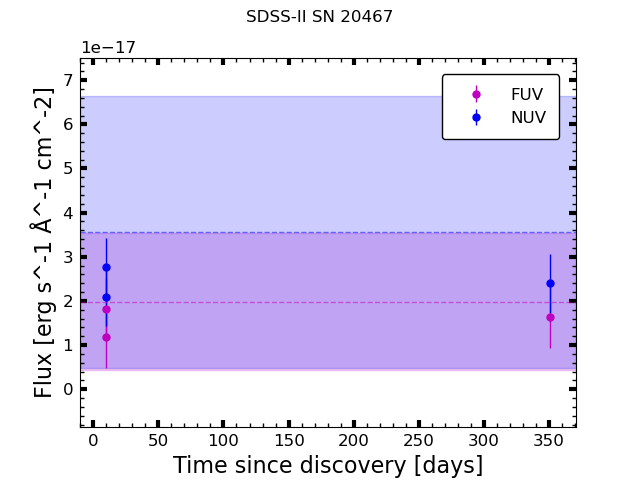 SDSS-II SN 20467
1e−17
FUV
NUV
7
6
5
4
3
2
1
0
Flux [erg s^-1 Å^-1 cm^-2]
0 50 100 150 200 250 300 350
Time since discovery [days]